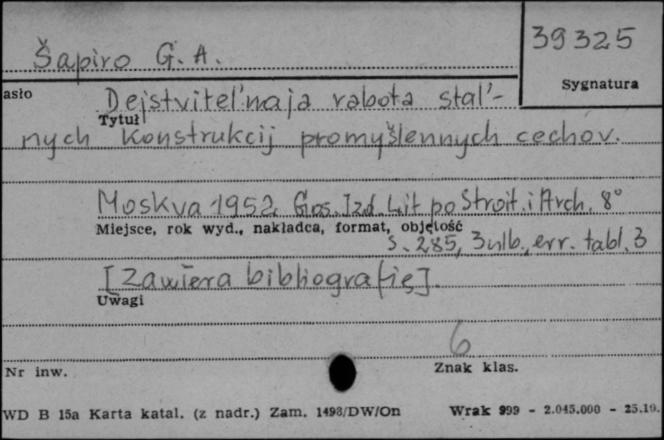 Šapiro G. A.
39325
asło
Sygnatura
Dejstvitel'naja rabota stal'-
Tytuł
nych konstrukcij promyšlennych cechov.
Moskva 1952. Gos. Izd. Lit po Stroit. i Arch. 8°
Miejsce, rok wyd., nakładca, format, objętość
s. 285, 3 nlb., err. tabl. 3
[Zawiera bibliografię].
Uwagi
6
Nr inw.
Znak klas.
WD B 15a Karta katal. (z nadr.) Zam. 1498/DW/On
Wrak 999 - 2.045.000 - 25.10.